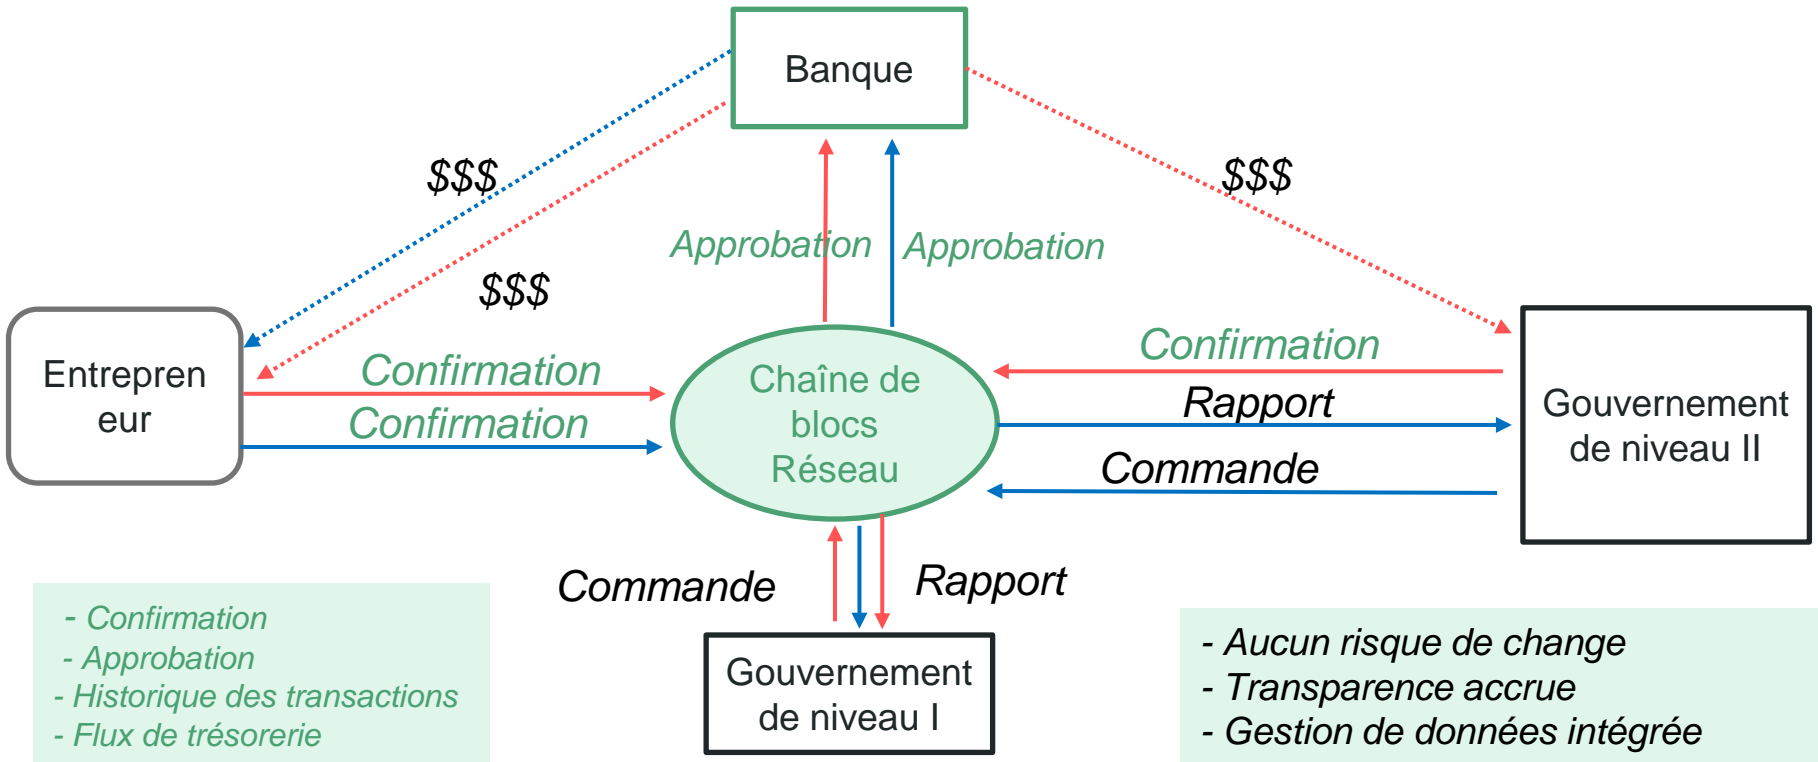 Banque
$$$
$$$
Approbation
Approbation
$$$
Entrepren
eur
Confirmation
Confirmation
Chaîne de
blocs
Réseau
Confirmation
Rapport
Commande
Gouvernement
de niveau II
Commande
Rapport
Gouvernement
de niveau I
- Confirmation
- Approbation
- Historique des transactions
- Flux de trésorerie
- Aucun risque de change
- Transparence accrue
- Gestion de données intégrée